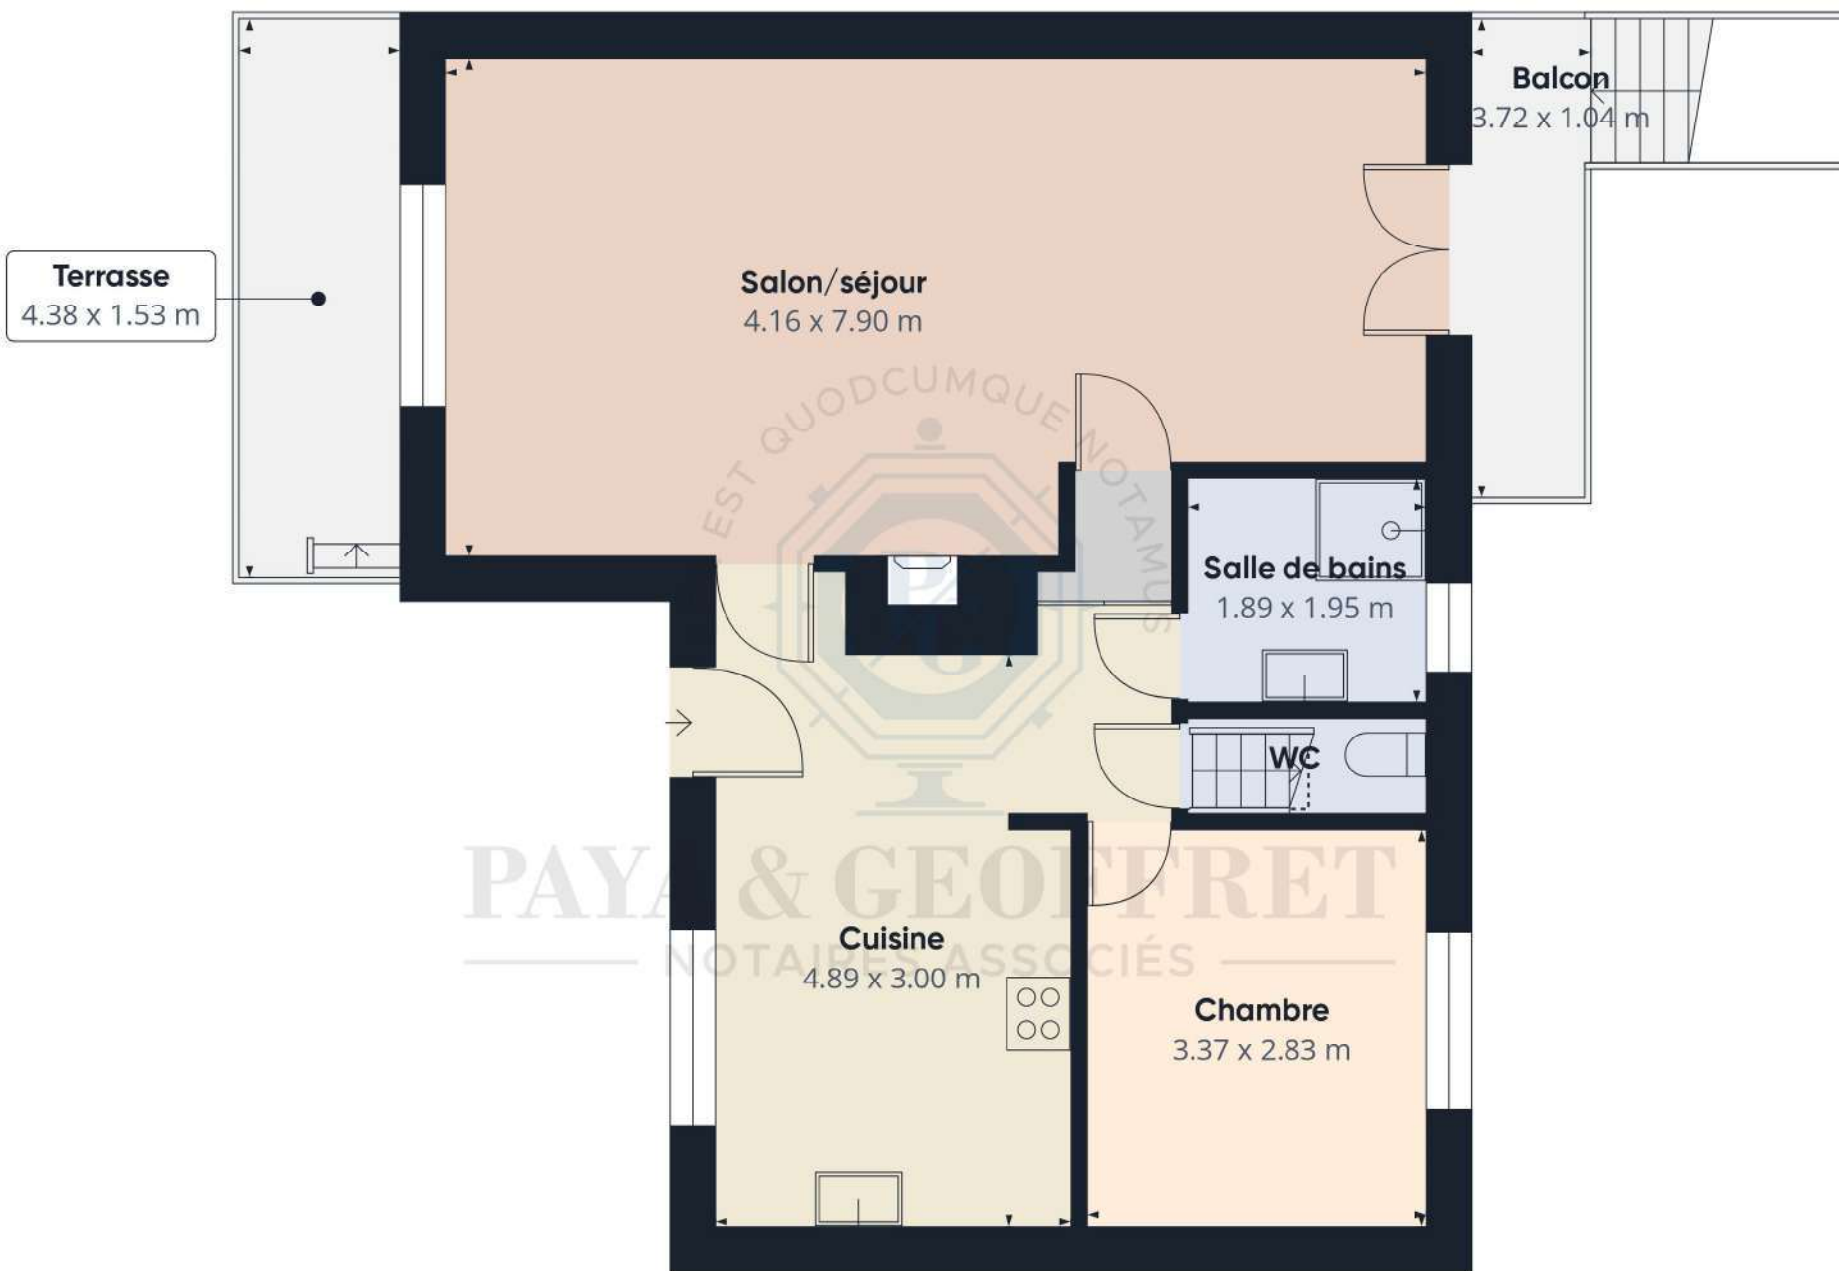 Balcon
3.72 x 1.04 m
Terrasse
4.38 x 1.53 m
Salon/séjour
4.16 x 7.90 m
EST QUODCUMQUE NOTAMUS
P/G
Salle de bains
1.89 x 1.95 m
WC
PAYA & GEOFFRET
NOTAIRES ASSOCIÉS
Cuisine
4.89 x 3.00 m
Chambre
3.37 x 2.83 m